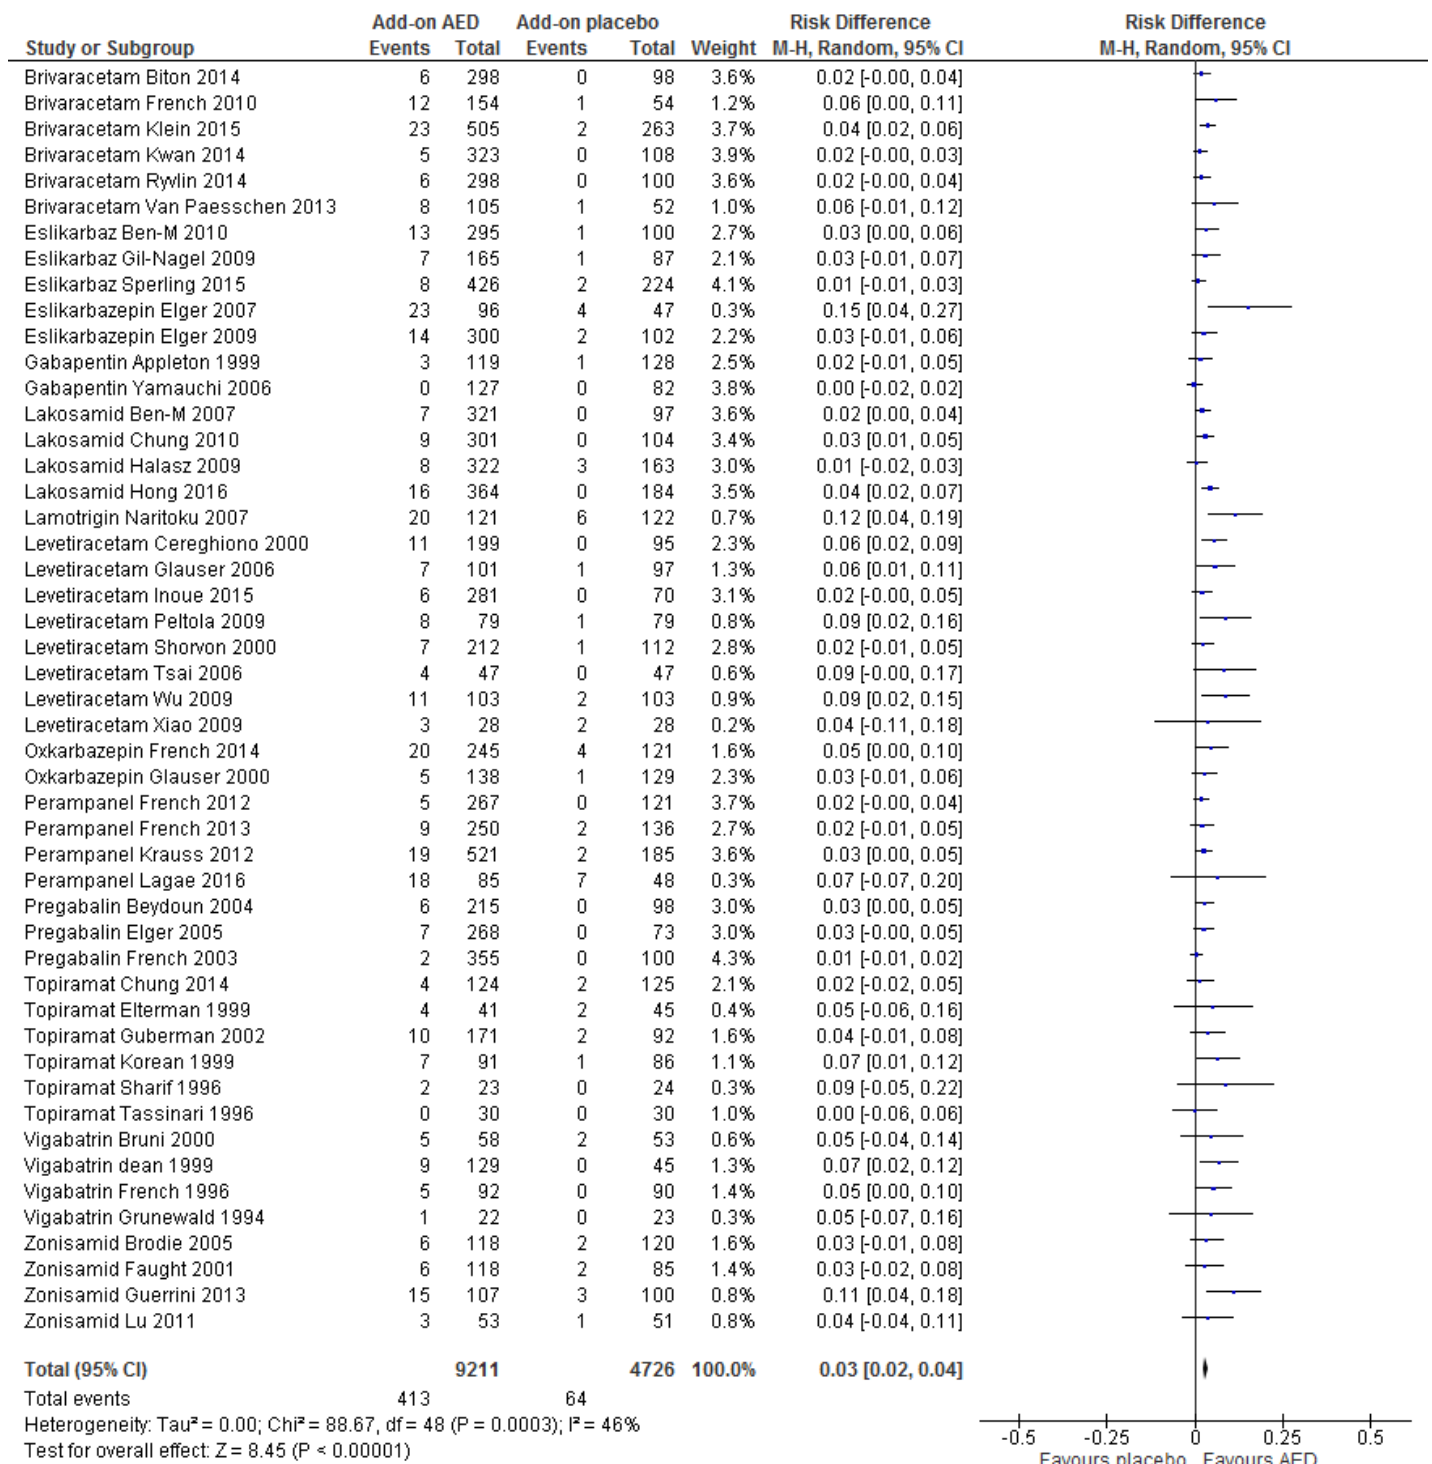 Add-on AED Add-on placebo Risk Difference Risk Difference
Study or Subgroup Events Total Events Total Weight M-H, Random, 95% CI M-H, Random, 95% CI
Brivaracetam Biton 2014 6 298 0 98 3.6% 0.02 [-0.00, 0.04]
Brivaracetam French 2010 12 154 1 54 1.2% 0.06 [0.00, 0.11]
Brivaracetam Klein 2015 23 505 2 263 3.7% 0.04 [0.02, 0.06]
Brivaracetam Kwan 2014 5 323 0 108 3.9% 0.02 [-0.00, 0.03]
Brivaracetam Ryvlin 2014 6 298 0 100 3.6% 0.02 [-0.00, 0.04]
Brivaracetam Van Paesschen 2013 8 105 1 52 1.0% 0.06 [-0.01, 0.12]
Eslikarbaz Ben-M 2010 13 295 1 100 2.7% 0.03 [0.00, 0.06]
Eslikarbaz Gil-Nagel 2009 7 165 1 87 2.1% 0.03 [-0.01, 0.07]
Eslikarbaz Sperling 2015 8 426 2 224 4.1% 0.01 [-0.01, 0.03]
Eslikarbazepin Elger 2007 23 96 4 47 0.3% 0.15 [0.04, 0.27]
Eslikarbazepin Elger 2009 14 300 2 102 2.2% 0.03 [-0.01, 0.06]
Gabapentin Appleton 1999 3 119 1 128 2.5% 0.02 [-0.01, 0.05]
Gabapentin Yamauchi 2006 0 127 0 82 3.8% 0.00 [-0.02, 0.02]
Lakosamid Ben-M 2007 7 321 0 97 3.6% 0.02 [0.00, 0.04]
Lakosamid Chung 2010 9 301 0 104 3.4% 0.03 [0.01, 0.05]
Lakosamid Halasz 2009 8 322 3 163 3.0% 0.01 [-0.02, 0.03]
Lakosamid Hong 2016 16 364 0 184 3.5% 0.04 [0.02, 0.07]
Lamotrigin Naritoku 2007 20 121 6 122 0.7% 0.12 [0.04, 0.19]
Levetiracetam Cereghiono 2000 11 199 0 95 2.3% 0.06 [0.02, 0.09]
Levetiracetam Glauser 2006 7 101 1 97 1.3% 0.06 [0.01, 0.11]
Levetiracetam Inoue 2015 6 281 0 70 3.1% 0.02 [-0.00, 0.05]
Levetiracetam Peltola 2009 8 79 1 79 0.8% 0.09 [0.02, 0.16]
Levetiracetam Shorvon 2000 7 212 1 112 2.8% 0.02 [-0.01, 0.05]
Levetiracetam Tsai 2006 4 47 0 47 0.6% 0.09 [-0.00, 0.17]
Levetiracetam Wu 2009 11 103 2 103 0.9% 0.09 [0.02, 0.15]
Levetiracetam Xiao 2009 3 28 2 28 0.2% 0.04 [-0.11, 0.18]
Oxkarbazepin French 2014 20 245 4 121 1.6% 0.05 [0.00, 0.10]
Oxkarbazepin Glauser 2000 5 138 1 129 2.3% 0.03 [-0.01, 0.06]
Perampanel French 2012 5 267 0 121 3.7% 0.02 [-0.00, 0.04]
Perampanel French 2013 9 250 2 136 2.7% 0.02 [-0.01, 0.05]
Perampanel Krauss 2012 19 521 2 185 3.6% 0.03 [0.00, 0.05]
Perampanel Lagae 2016 18 85 7 48 0.3% 0.07 [-0.07, 0.20]
Pregabalin Beydoun 2004 6 215 0 98 3.0% 0.03 [0.00, 0.05]
Pregabalin Elger 2005 7 268 0 73 3.0% 0.03 [-0.00, 0.05]
Pregabalin French 2003 2 355 0 100 4.3% 0.01 [-0.01, 0.02]
Topiramat Chung 2014 4 124 2 125 2.1% 0.02 [-0.02, 0.05]
Topiramat Elterman 1999 4 41 2 45 0.4% 0.05 [-0.06, 0.16]
Topiramat Guberman 2002 10 171 2 92 1.6% 0.04 [-0.01, 0.08]
Topiramat Korean 1999 7 91 1 86 1.1% 0.07 [0.01, 0.12]
Topiramat Sharif 1996 2 23 0 24 0.3% 0.09 [-0.05, 0.22]
Topiramat Tassinari 1996 0 30 0 30 1.0% 0.00 [-0.06, 0.06]
Vigabatrin Bruni 2000 5 58 2 53 0.6% 0.05 [-0.04, 0.14]
Vigabatrin dean 1999 9 129 0 45 1.3% 0.07 [0.02, 0.12]
Vigabatrin French 1996 5 92 0 90 1.4% 0.05 [0.00, 0.10]
Vigabatrin Grunewald 1994 1 22 0 23 0.3% 0.05 [-0.07, 0.16]
Zonisamid Brodie 2005 6 118 2 120 1.6% 0.03 [-0.01, 0.08]
Zonisamid Faught 2001 6 118 2 85 1.4% 0.03 [-0.02, 0.08]
Zonisamid Guerrini 2013 15 107 3 100 0.8% 0.11 [0.04, 0.18]
Zonisamid Lu 2011 3 53 1 51 0.8% 0.04 [-0.04, 0.11]
Total (95% CI) 9211 4726 100.0% 0.03 [0.02, 0.04]
Total events 413 64
Heterogeneity: Tau² = 0.00; Chi² = 88.67, df = 48 (P = 0.0003); I² = 46%
Test for overall effect: Z = 8.45 (P < 0.00001)
-0.5 -0.25 0 0.25 0.5
Favours placebo Favours AED